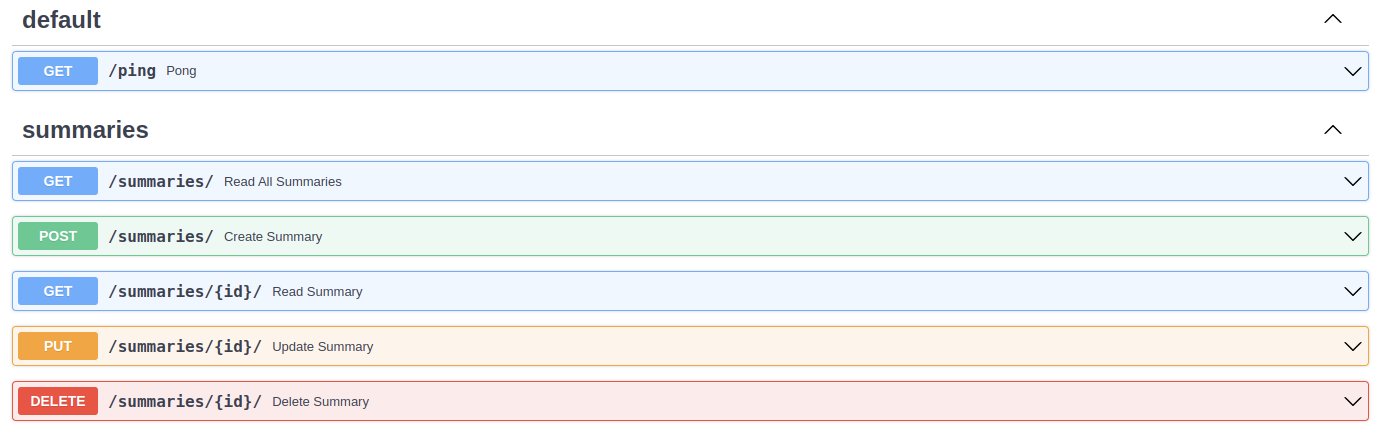 default
GET /ping Pong
summaries
GET /summaries/ Read All Summaries
POST /summaries/ Create Summary
GET /summaries/{id}/ Read Summary
PUT /summaries/{id}/ Update Summary
DELETE /summaries/{id}/ Delete Summary